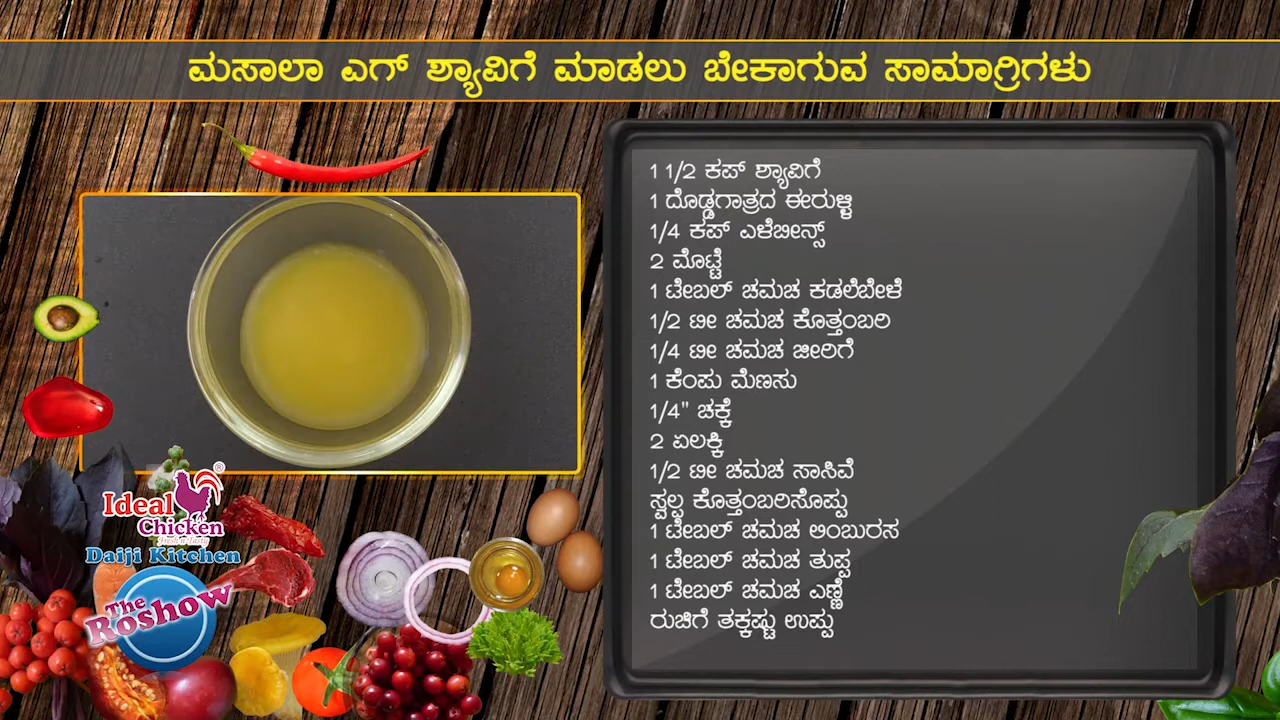 ಮಸಾಲಾ ಎಗ್ ಶ್ಯಾವಿಗೆ ಮಾಡಲು ಬೇಕಾಗುವ ಸಾಮಾಗ್ರಿಗಳು
1 1/2 ಕಪ್ ಶ್ಯಾವಿಗೆ
1 ದೊಡ್ಡಗಾತ್ರದ ಈರುಳ್ಳಿ
1/4 ಕಪ್ ಎಳೆಬೀನ್ಸ್
2 ಮೊಟ್ಟೆ
1 ಟೇಬಲ್ ಚಮಚ ಕಡಲೆಬೇಳೆ
1/2 ಟೀ ಚಮಚ ಕೊತ್ತಂಬರಿ
1/4 ಟೀ ಚಮಚ ಜೀರಿಗೆ
1 ಕೆಂಪು ಮೆಣಸು
1/4" ಚಕ್ಕೆ
2 ಏಲಕ್ಕಿ
1/2 ಟೀ ಚಮಚ ಸಾಸಿವೆ
ಸ್ವಲ್ಪ ಕೊತ್ತಂಬರಿಸೊಪ್ಪು
1 ಟೇಬಲ್ ಚಮಚ ಲಿಂಬುರಸ
1 ಟೇಬಲ್ ಚಮಚ ತುಪ್ಪ
1 ಟೇಬಲ್ ಚಮಚ ಎಣ್ಣೆ
ರುಚಿಗೆ ತಕ್ಕಷ್ಟು ಉಪ್ಪು
Ideal ®
Chicken
fresh n tasty
Daiji Kitchen
The
Roshow